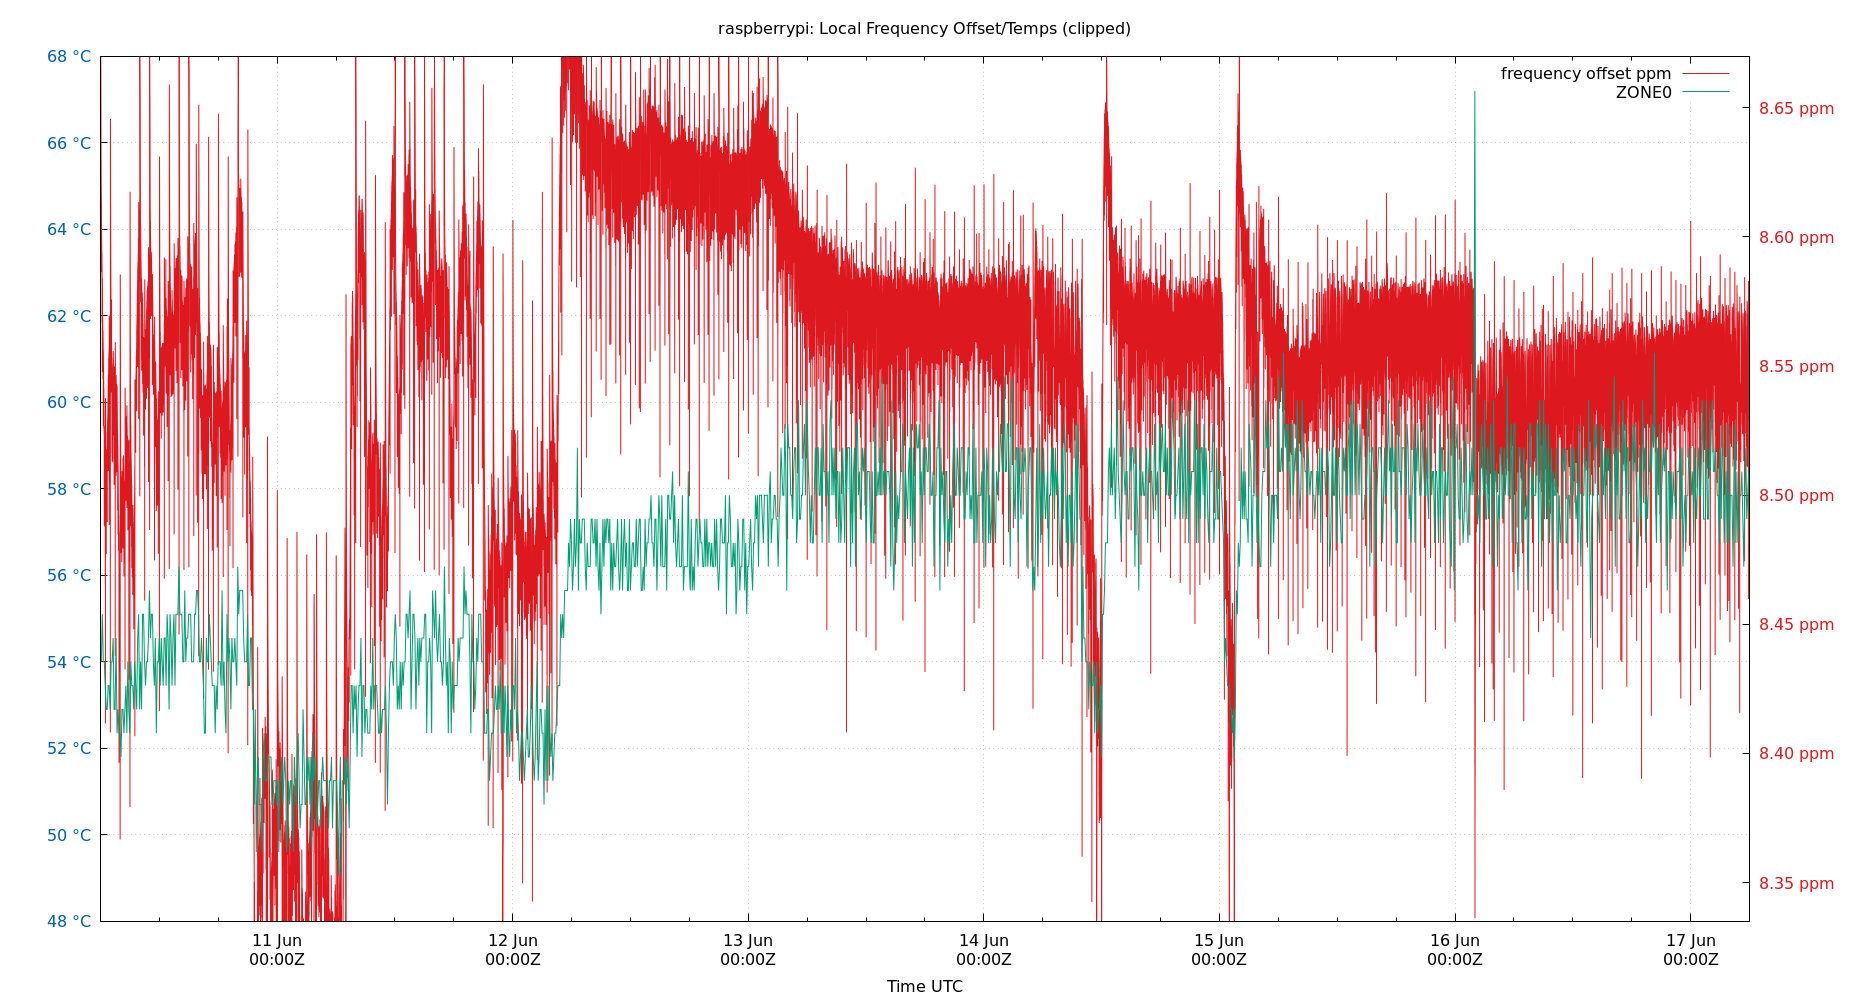 raspberrypi: Local Frequency Offset/Temps (clipped)
frequency offset ppm
ZONE0
68 °C
66 °C
64 °C
62 °C
60 °C
58 °C
56 °C
54 °C
52 °C
50 °C
48 °C
8.65 ppm
8.60 ppm
8.55 ppm
8.50 ppm
8.45 ppm
8.40 ppm
8.35 ppm
11 Jun
00:00Z
12 Jun
00:00Z
13 Jun
00:00Z
14 Jun
00:00Z
15 Jun
00:00Z
16 Jun
00:00Z
17 Jun
00:00Z
Time UTC